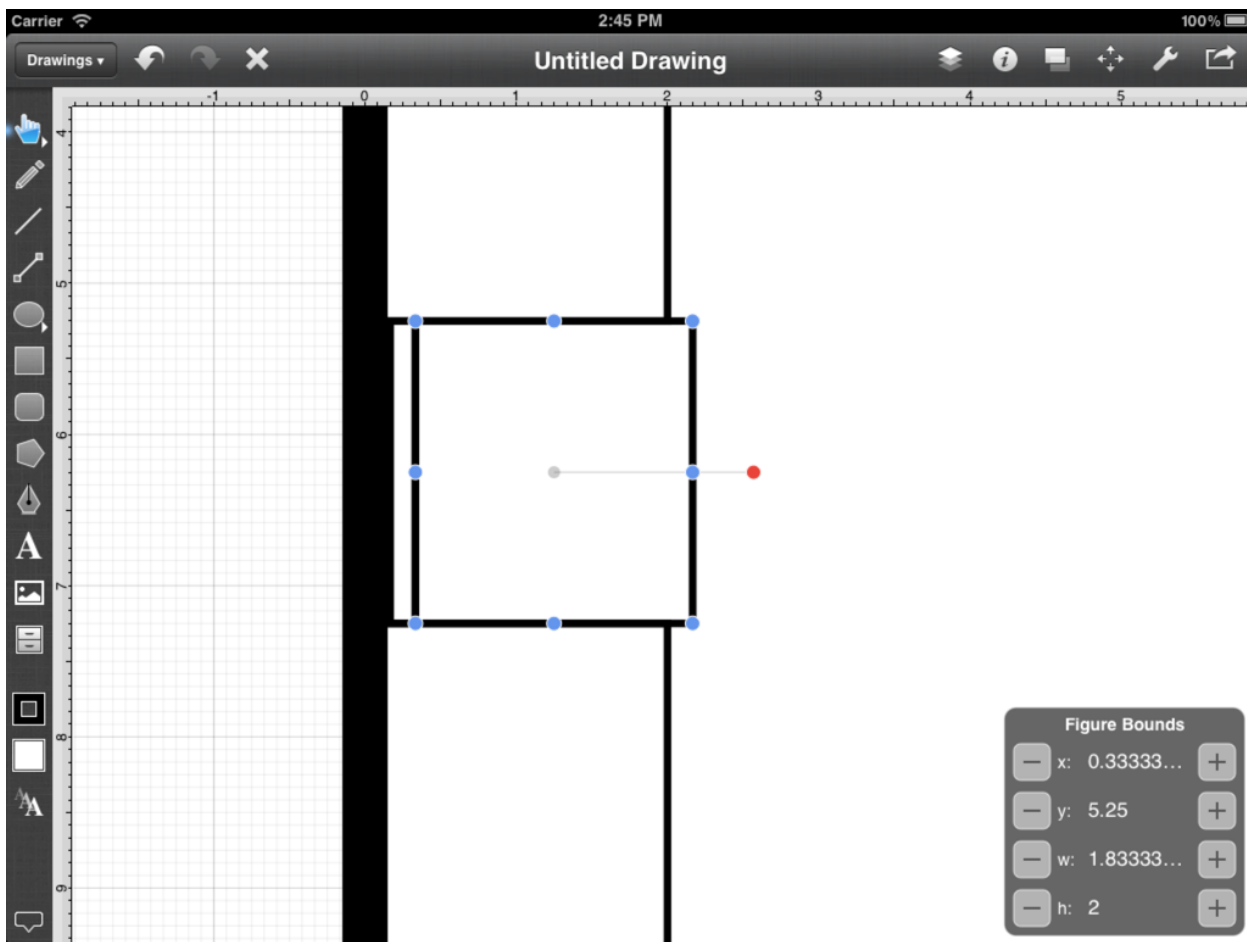 Carrier 2:45 PM 100%
Drawings ▾ Untitled Drawing
-1 0 1 2 3 4 5
4
5
6
7
8
9
A
AAA
Figure Bounds
− x: 0.33333... +
− y: 5.25 +
− w: 1.83333... +
− h: 2 +